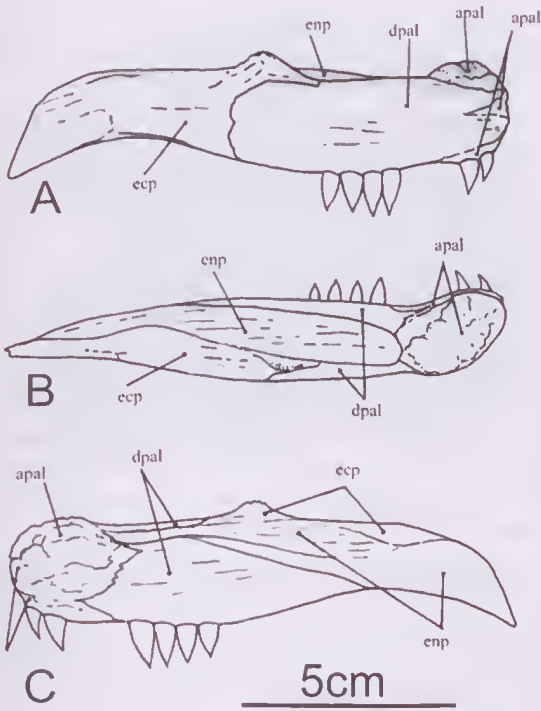 enp dpal apal apal
ecp
A
enp apal
ecp dpal
B
apal dpal ecp
enp
C 5cm